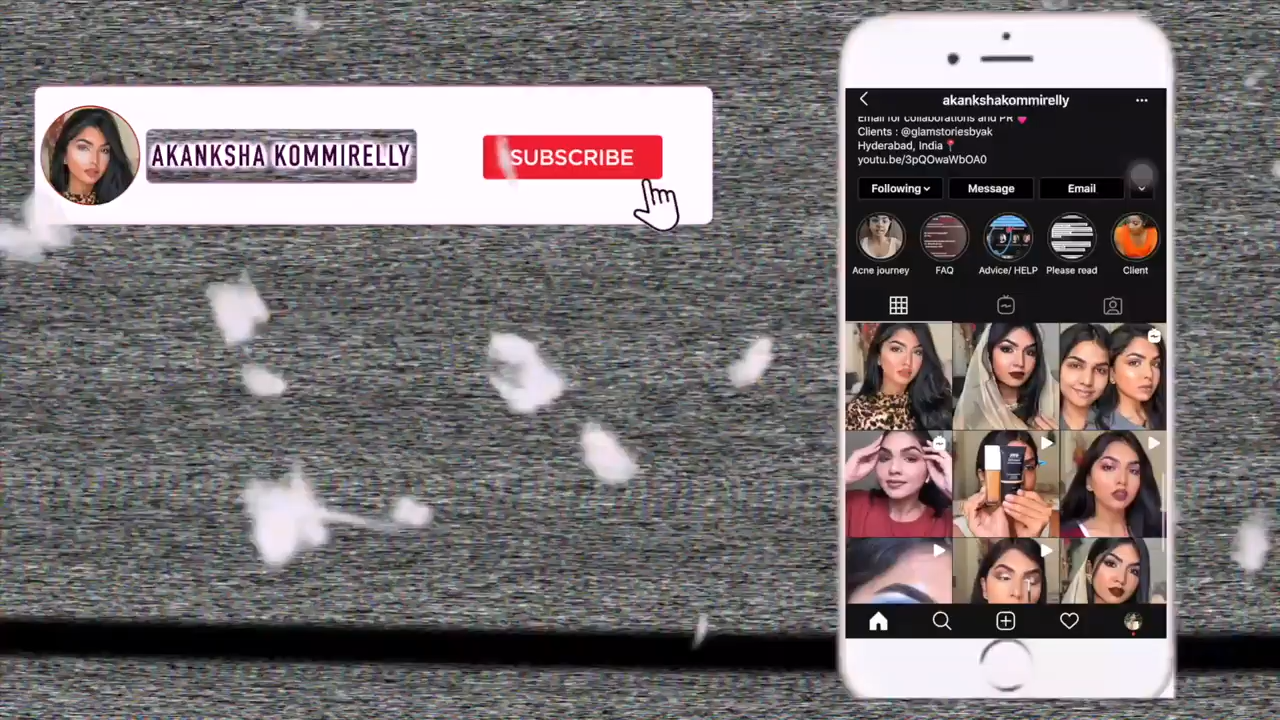 AKANKSHA KOMMIRELLY
SUBSCRIBE
akankshakommirelly
Email for collaborations and PR
Clients : @glamstoriesbyak
Hyderabad, India
youtu.be/3pQOwaWbOA0
Following
Message
Email
Acne journey
FAQ
Advice/ HELP
Please read
Client